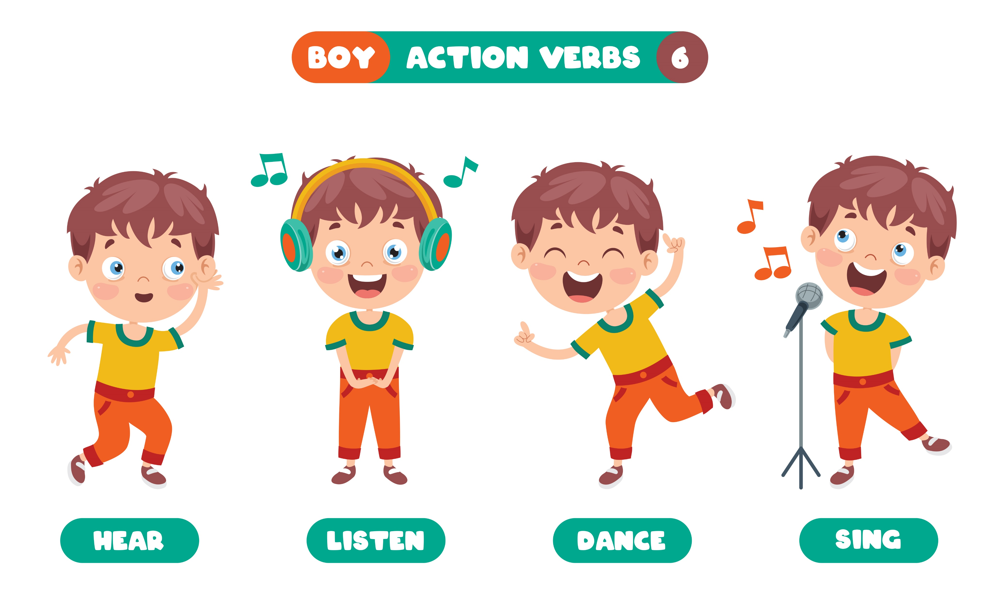 BOY ACTION VERBS 6
HEAR
LISTEN
DANCE
SING